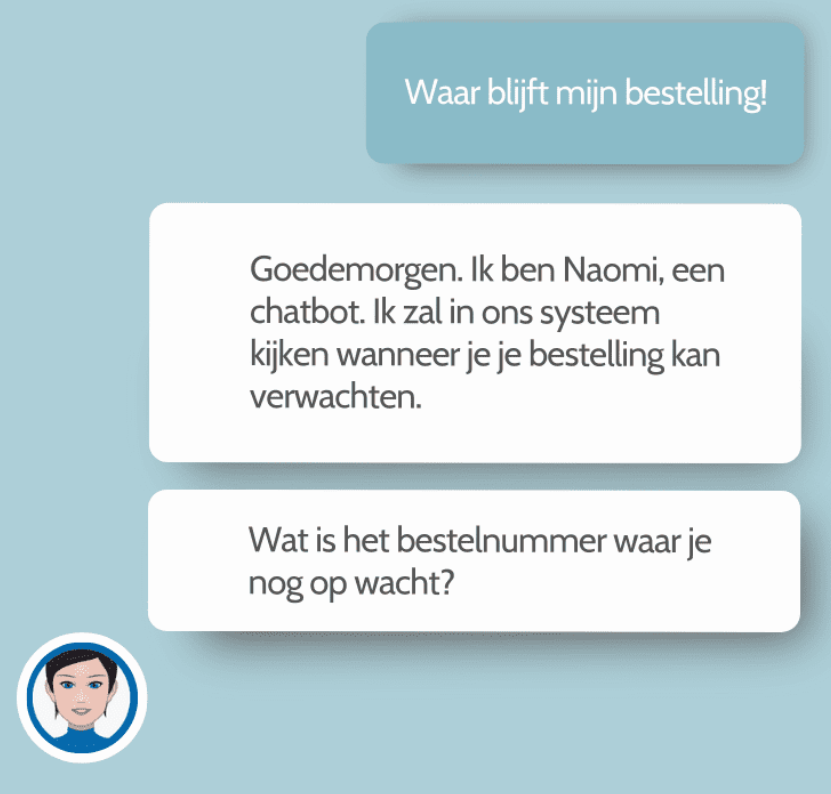 Waar blijft mijn bestelling!
Goedemorgen. Ik ben Naomi, een
chatbot. Ik zal in ons systeem
kijken wanneer je je bestelling kan
verwachten.
Wat is het bestelnummer waar je
nog op wacht?